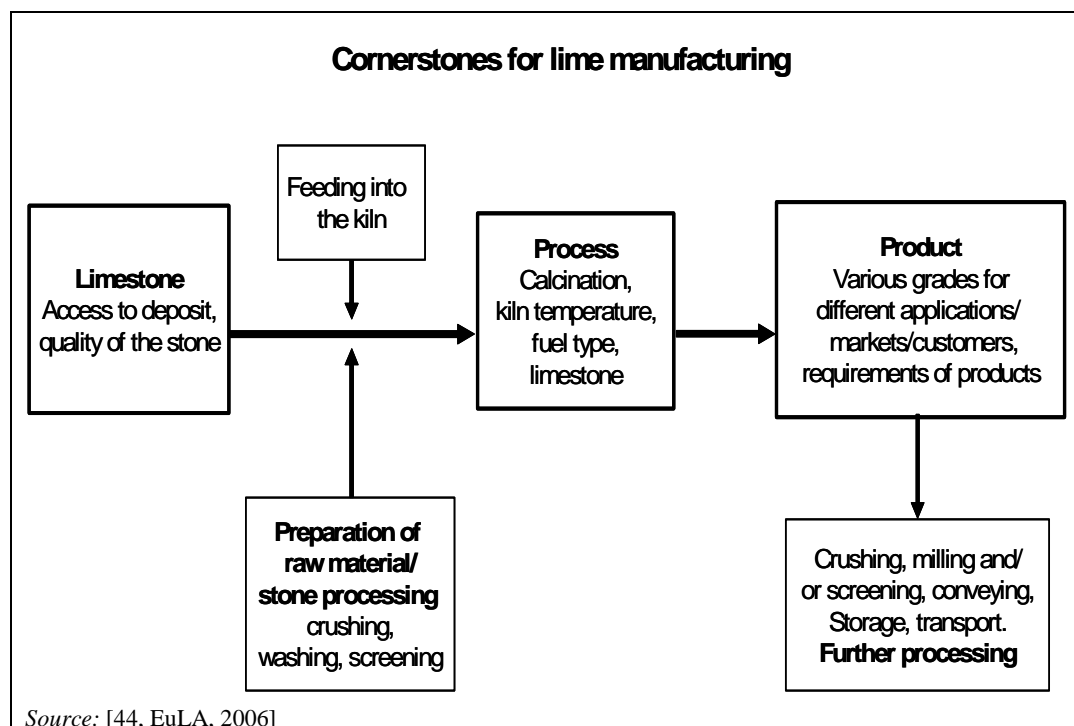 Cornerstones for lime manufacturing
Feeding into
the kiln
Limestone
Access to deposit,
quality of the stone
Process
Calcination,
kiln temperature,
fuel type,
limestone
Product
Various grades for
different applications/
markets/customers,
requirements of products
Preparation of
raw material/
stone processing
crushing,
washing, screening
Crushing, milling and/
or screening, conveying,
Storage, transport.
Further processing
Source: [44, EuLA, 2006]